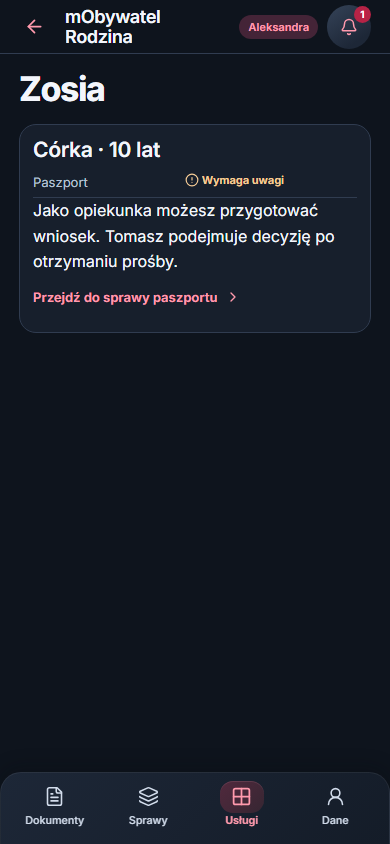 mObywatel
Rodzina
Aleksandra
1
Zosia
Córka · 10 lat
Paszport
Wymaga uwagi
Jako opiekunka możesz przygotować
wniosek. Tomasz podejmuje decyzję po
otrzymaniu prośby.
Przejdź do sprawy paszportu
Dokumenty
Sprawy
Usługi
Dane